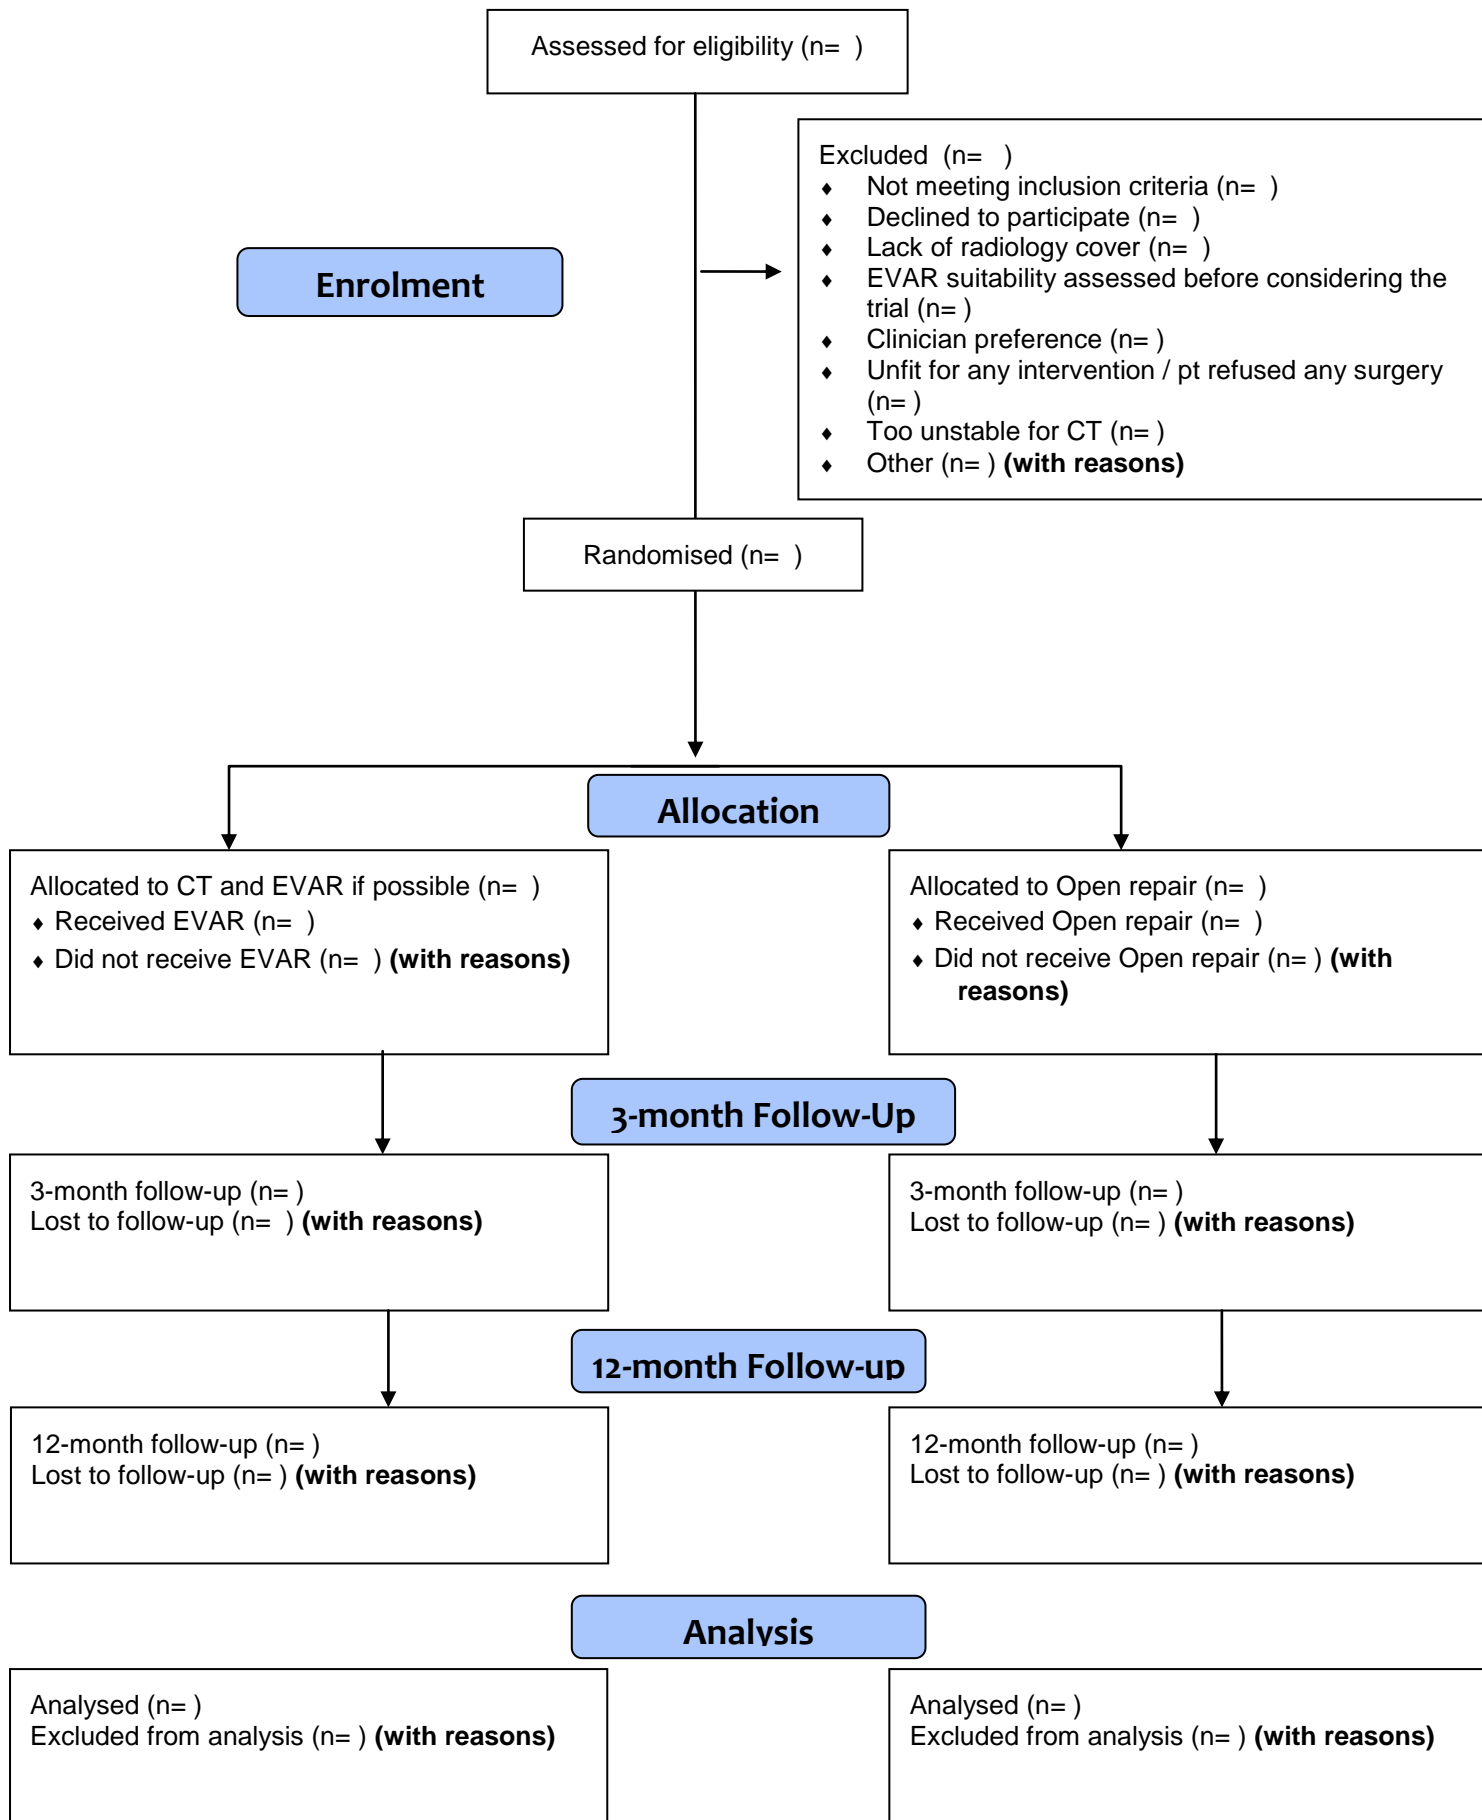 Assessed for eligibility (n=  )
Excluded  (n=   )
♦ Not meeting inclusion criteria (n=  )
♦ Declined to participate (n=  )
♦ Lack of radiology cover (n=  )
♦ EVAR suitability assessed before considering the
trial (n= )
♦ Clinician preference (n= )
♦ Unfit for any intervention / pt refused any surgery
(n= )
♦ Too unstable for CT (n= )
♦ Other (n= ) (with reasons)
Enrolment
Randomised (n=  )
Allocation
Allocated to CT and EVAR if possible (n=  )
♦ Received EVAR (n=  )
♦ Did not receive EVAR (n=  ) (with reasons)
Allocated to Open repair (n=  )
♦ Received Open repair (n=  )
♦ Did not receive Open repair (n= ) (with
reasons)
3-month Follow-Up
3-month follow-up (n= )
Lost to follow-up (n=  ) (with reasons)
3-month follow-up (n= )
Lost to follow-up (n= ) (with reasons)
12-month Follow-up
12-month follow-up (n= )
Lost to follow-up (n= ) (with reasons)
12-month follow-up (n= )
Lost to follow-up (n= ) (with reasons)
Analysis
Analysed (n= )
Excluded from analysis (n= ) (with reasons)
Analysed (n= )
Excluded from analysis (n= ) (with reasons)